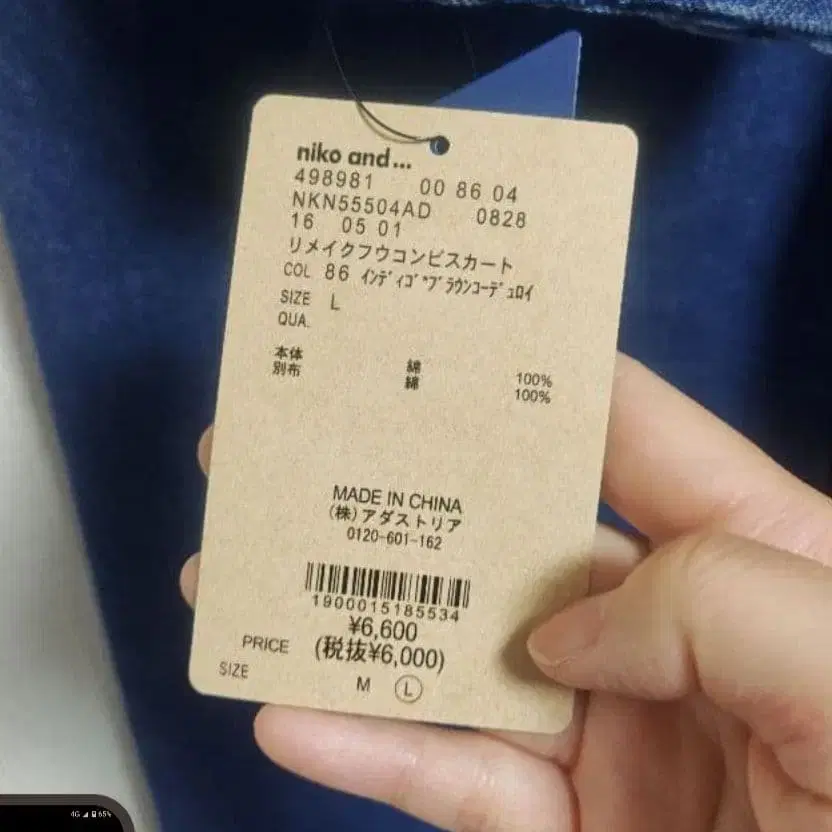 niko and...
498981 00 86 04
NKN55504AD 0828
16 05 01
リメイクフウコンビスカート
COL 86 ｲﾝﾃﾞｨｺﾞ*ﾌﾞﾗｳﾝｺｰﾃﾞｭﾛｲ
SIZE L
QUA.
本体 綿 100%
別布 綿 100%
MADE IN CHINA
(株)アダストリア
0120-601-162
1900015185534
¥6,600
PRICE (税抜¥6,000)
SIZE M L
4G 65%